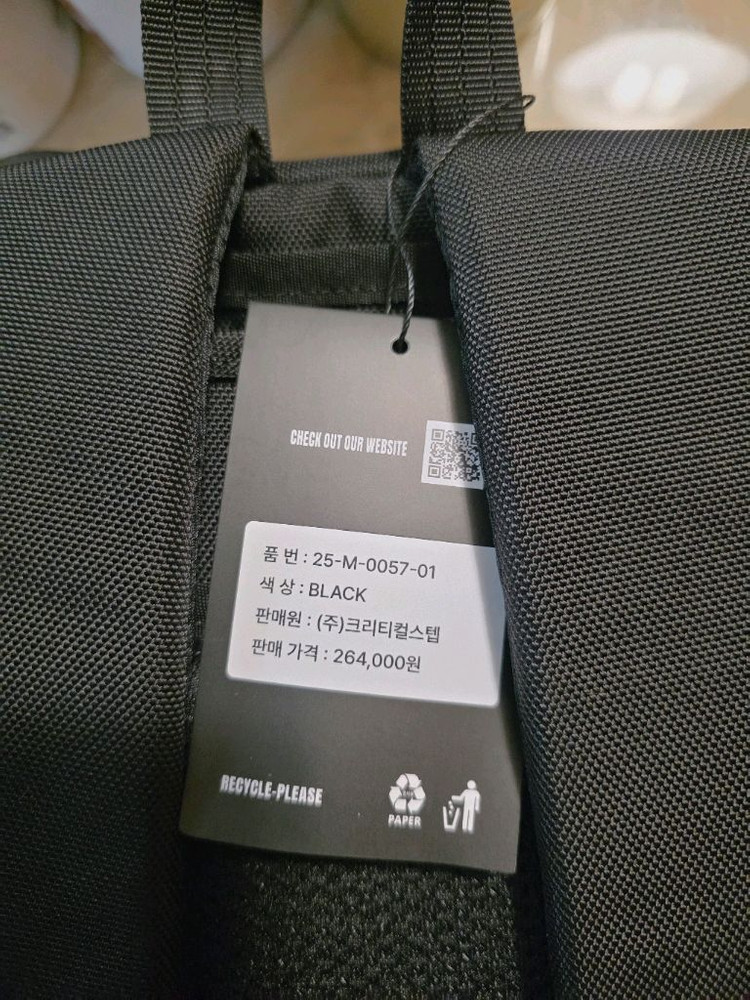 CHECK OUT OUR WEBSITE
품 번 : 25-M-0057-01
색 상 : BLACK
판매원 : (주)크리티컬스텝
판매 가격 : 264,000원
RECYCLE-PLEASE
PAPER